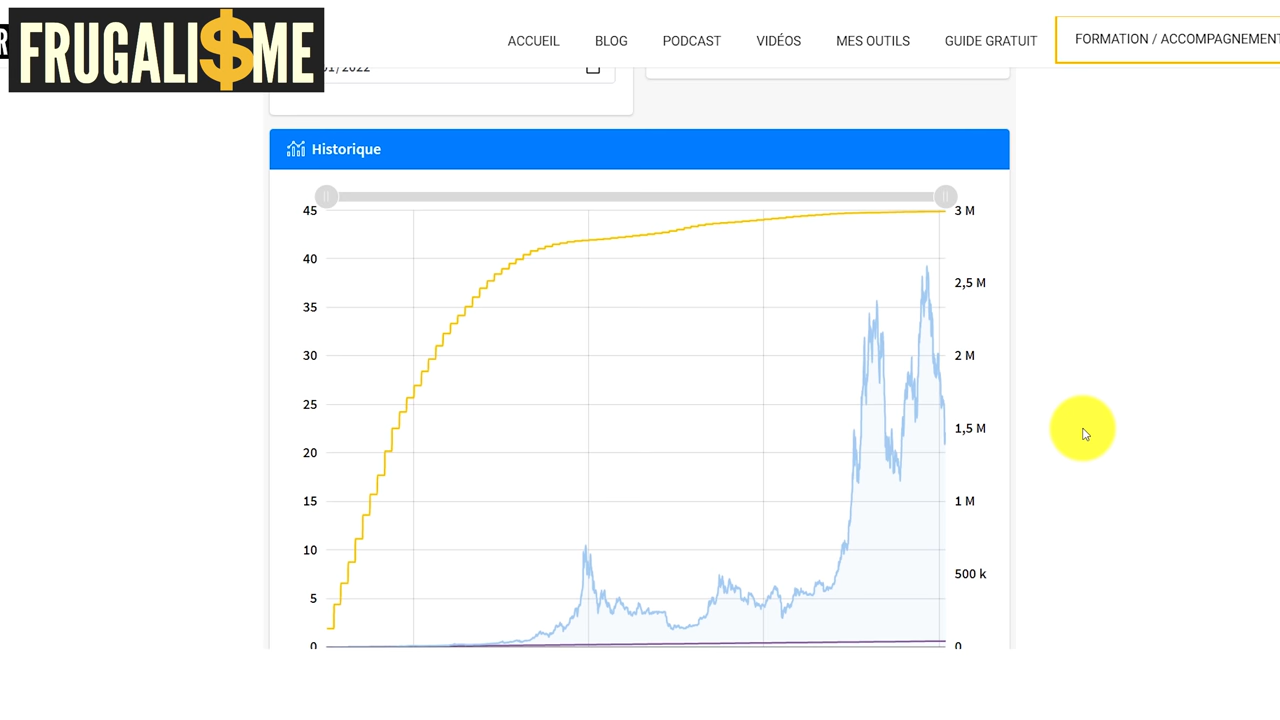 FRUGALI$ME
ACCUEIL BLOG PODCAST VIDÉOS MES OUTILS GUIDE GRATUIT FORMATION / ACCOMPAGNEMENT
/2022
Historique
45 3 M
40 2,5 M
35
30 2 M
25 1,5 M
20
15 1 M
10 500 k
5
0 0